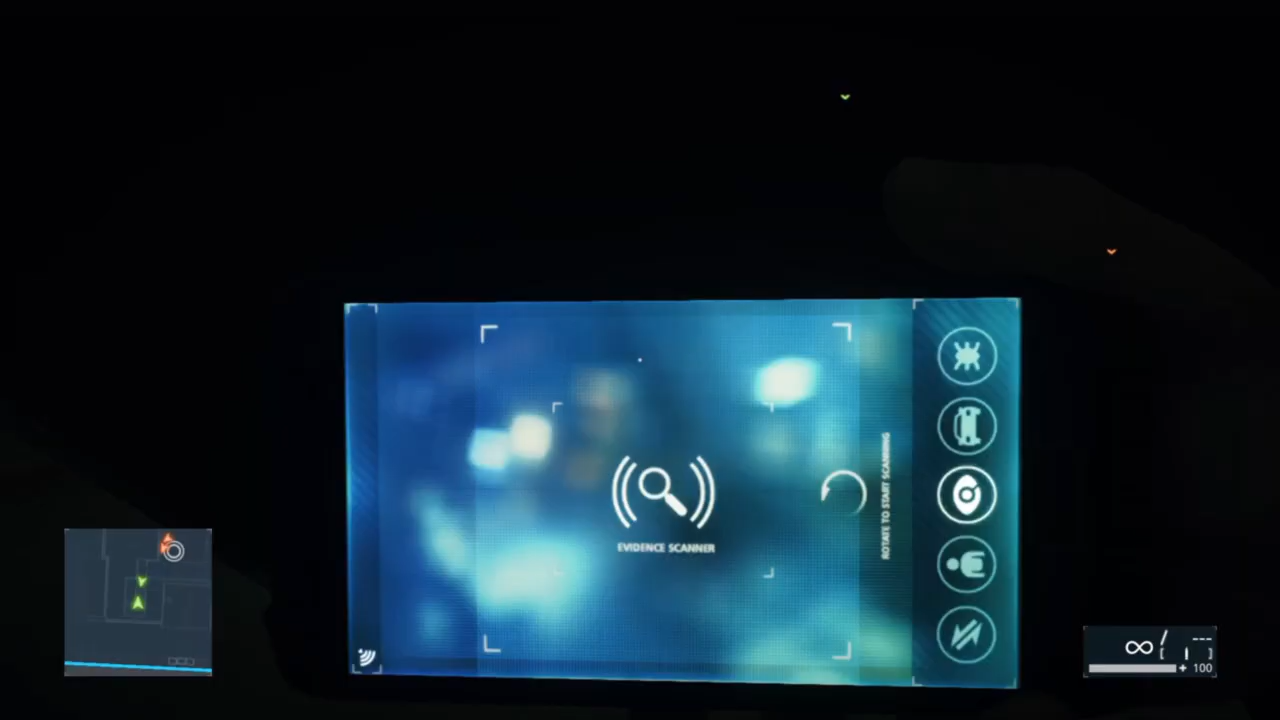 EVIDENCE SCANNER
ROTATE TO START SCANNING
∞ / ---
+ 100